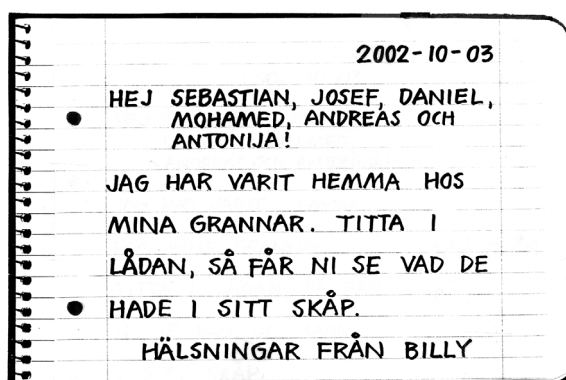 2002-10-03
HEJ SEBASTIAN, JOSEF, DANIEL,
MOHAMED, ANDREAS OCH
ANTONIJA!
JAG HAR VARIT HEMMA HOS
MINA GRANNAR. TITTA I
LÅDAN, SÅ FÅR NI SE VAD DE
HADE I SITT SKÅP.
HÄLSNINGAR FRÅN BILLY